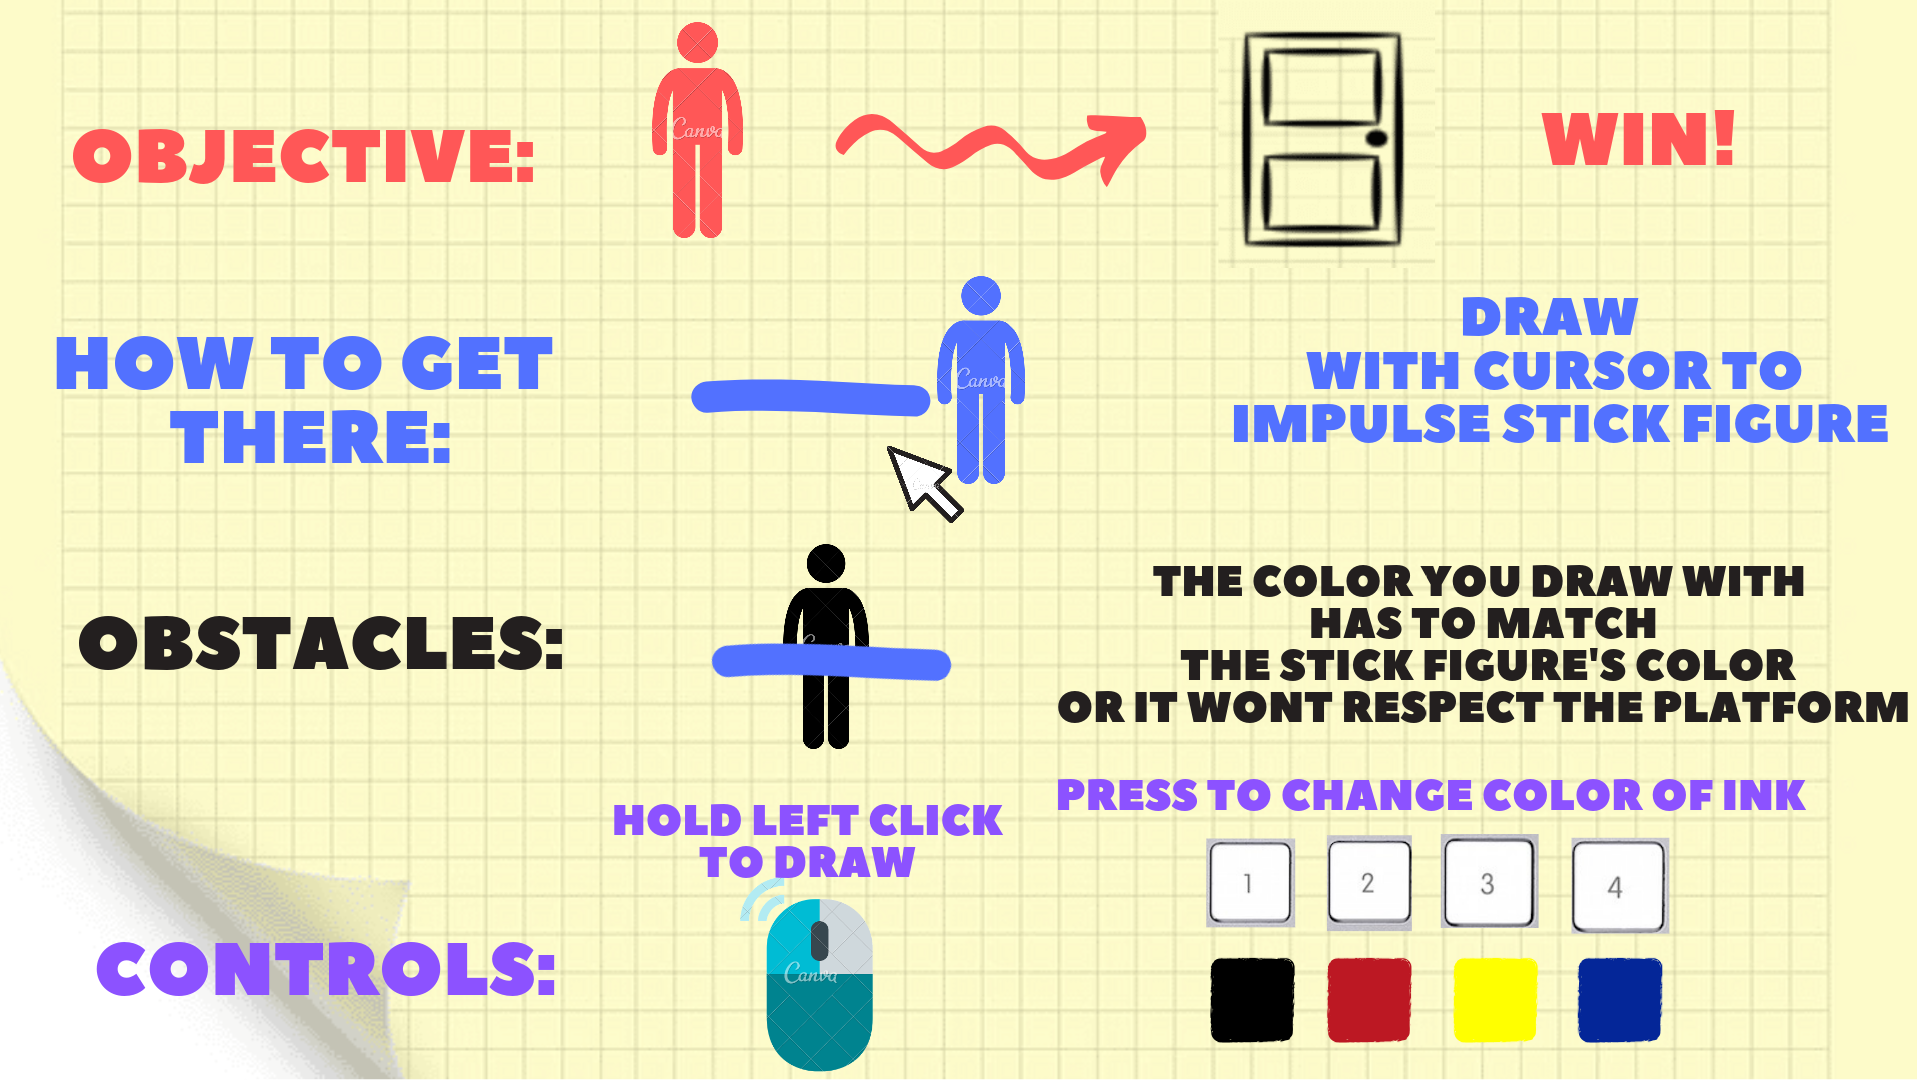 OBJECTIVE:
Canva
WIN!
HOW TO GET
THERE:
Canva
DRAW
WITH CURSOR TO
IMPULSE STICK FIGURE
OBSTACLES:
THE COLOR YOU DRAW WITH
HAS TO MATCH
THE STICK FIGURE'S COLOR
OR IT WONT RESPECT THE PLATFORM
CONTROLS:
HOLD LEFT CLICK
TO DRAW
Canva
PRESS TO CHANGE COLOR OF INK
1 2 3 4